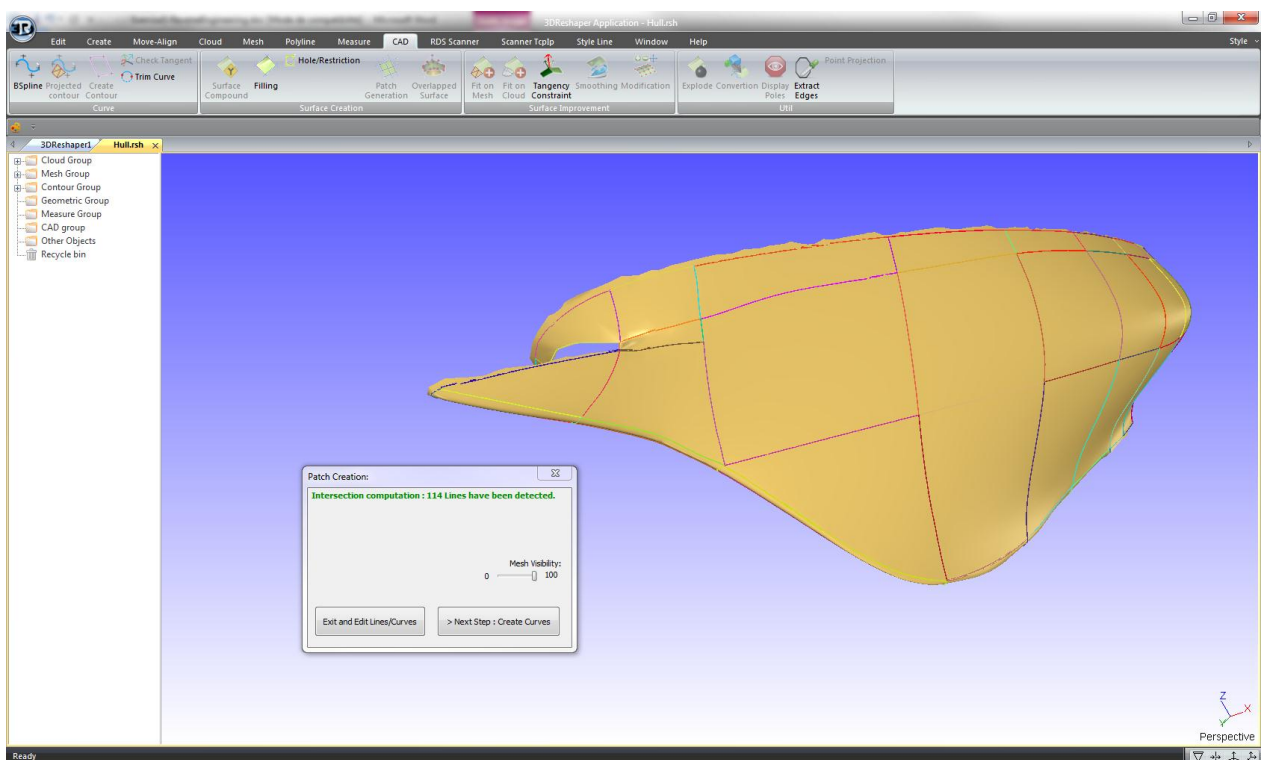 3DReshaper Application - Hull.rsh
Edit Create Move-Align Cloud Mesh Polyline Measure CAD RDS Scanner Scanner Tcplp Style Line Window Help Style
BSpline
Projected contour
Create Contour
Check Tangent
Trim Curve
Curve
Surface Compound
Filling
Hole/Restriction
Patch Generation
Overlapped Surface
Surface Creation
Fit on Mesh
Fit on Cloud
Tangency Constraint
Smoothing
Modification
Surface Improvement
Explode
Convertion
Display Poles
Extract Edges
Point Projection
Util
3DReshaper1 Hull.rsh
Cloud Group
Mesh Group
Contour Group
Geometric Group
Measure Group
CAD group
Other Objects
Recycle bin
Patch Creation:
Intersection computation : 114 Lines have been detected.
Mesh Visibility:
0 100
Exit and Edit Lines/Curves > Next Step : Create Curves
Z
X
Y
Perspective
Ready